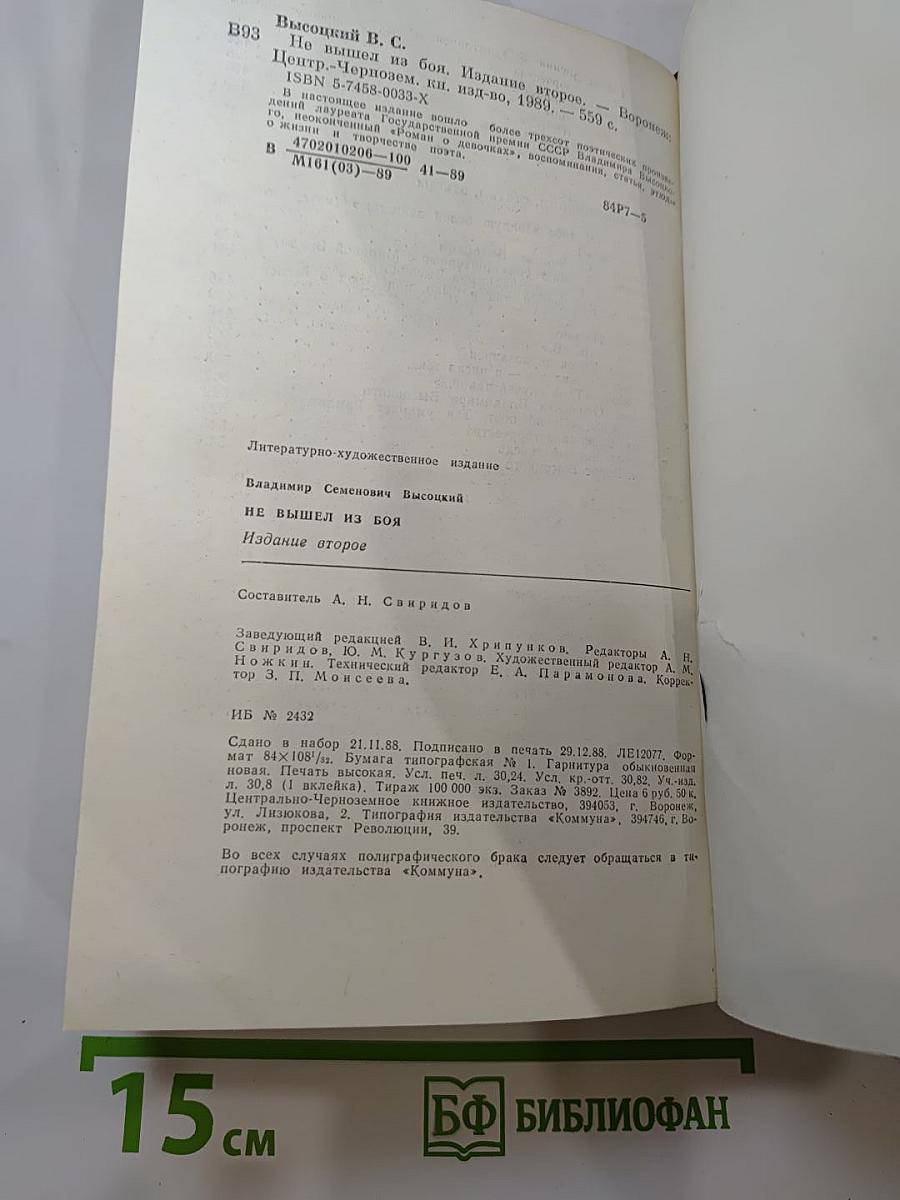 Высоцкий В. С.
В93 Не вышел из боя. Издание второе. — Воронеж:
Центр.-Чернозем. кн. изд-во, 1989. — 559 с.
ISBN 5-7458-0033-X
В настоящее издание вошло более трехсот поэтических произве-
дений лауреата Государственной премии СССР Владимира Высоцко-
го, неоконченный «Роман о девочках», воспоминания, статьи, этюды
о жизни и творчестве поэта.
В 4702010206—100 41—89
М161(03)—89
84Р7—5
Литературно-художественное издание
Владимир Семенович Высоцкий
НЕ ВЫШЕЛ ИЗ БОЯ
Издание второе
Составитель А. Н. Свиридов
Заведующий редакцией В. И. Хрипунков. Редакторы А. Н.
Свиридов, Ю. М. Кургузов. Художественный редактор А. М.
Ножкин. Технический редактор Е. А. Парамонова. Коррек-
тор З. П. Моисеева.
ИБ № 2432
Сдано в набор 21.11.88. Подписано в печать 29.12.88. ЛЕ12077. Фор-
мат 84×108¹/₃₂. Бумага типографская № 1. Гарнитура обыкновенная
новая. Печать высокая. Усл. печ. л. 30,24. Усл. кр.-отт. 30,82. Уч.-изд.
л. 30,8 (1 вклейка). Тираж 100 000 экз. Заказ № 3892. Цена 6 руб. 50 к.
Центрально-Черноземное книжное издательство, 394053, г. Воронеж,
ул. Лизюкова, 2. Типография издательства «Коммуна», 394746, г. Во-
ронеж, проспект Революции, 39.
Во всех случаях полиграфического брака следует обращаться в ти-
пографию издательства «Коммуна».
15 см
БФ БИБЛИОФАН